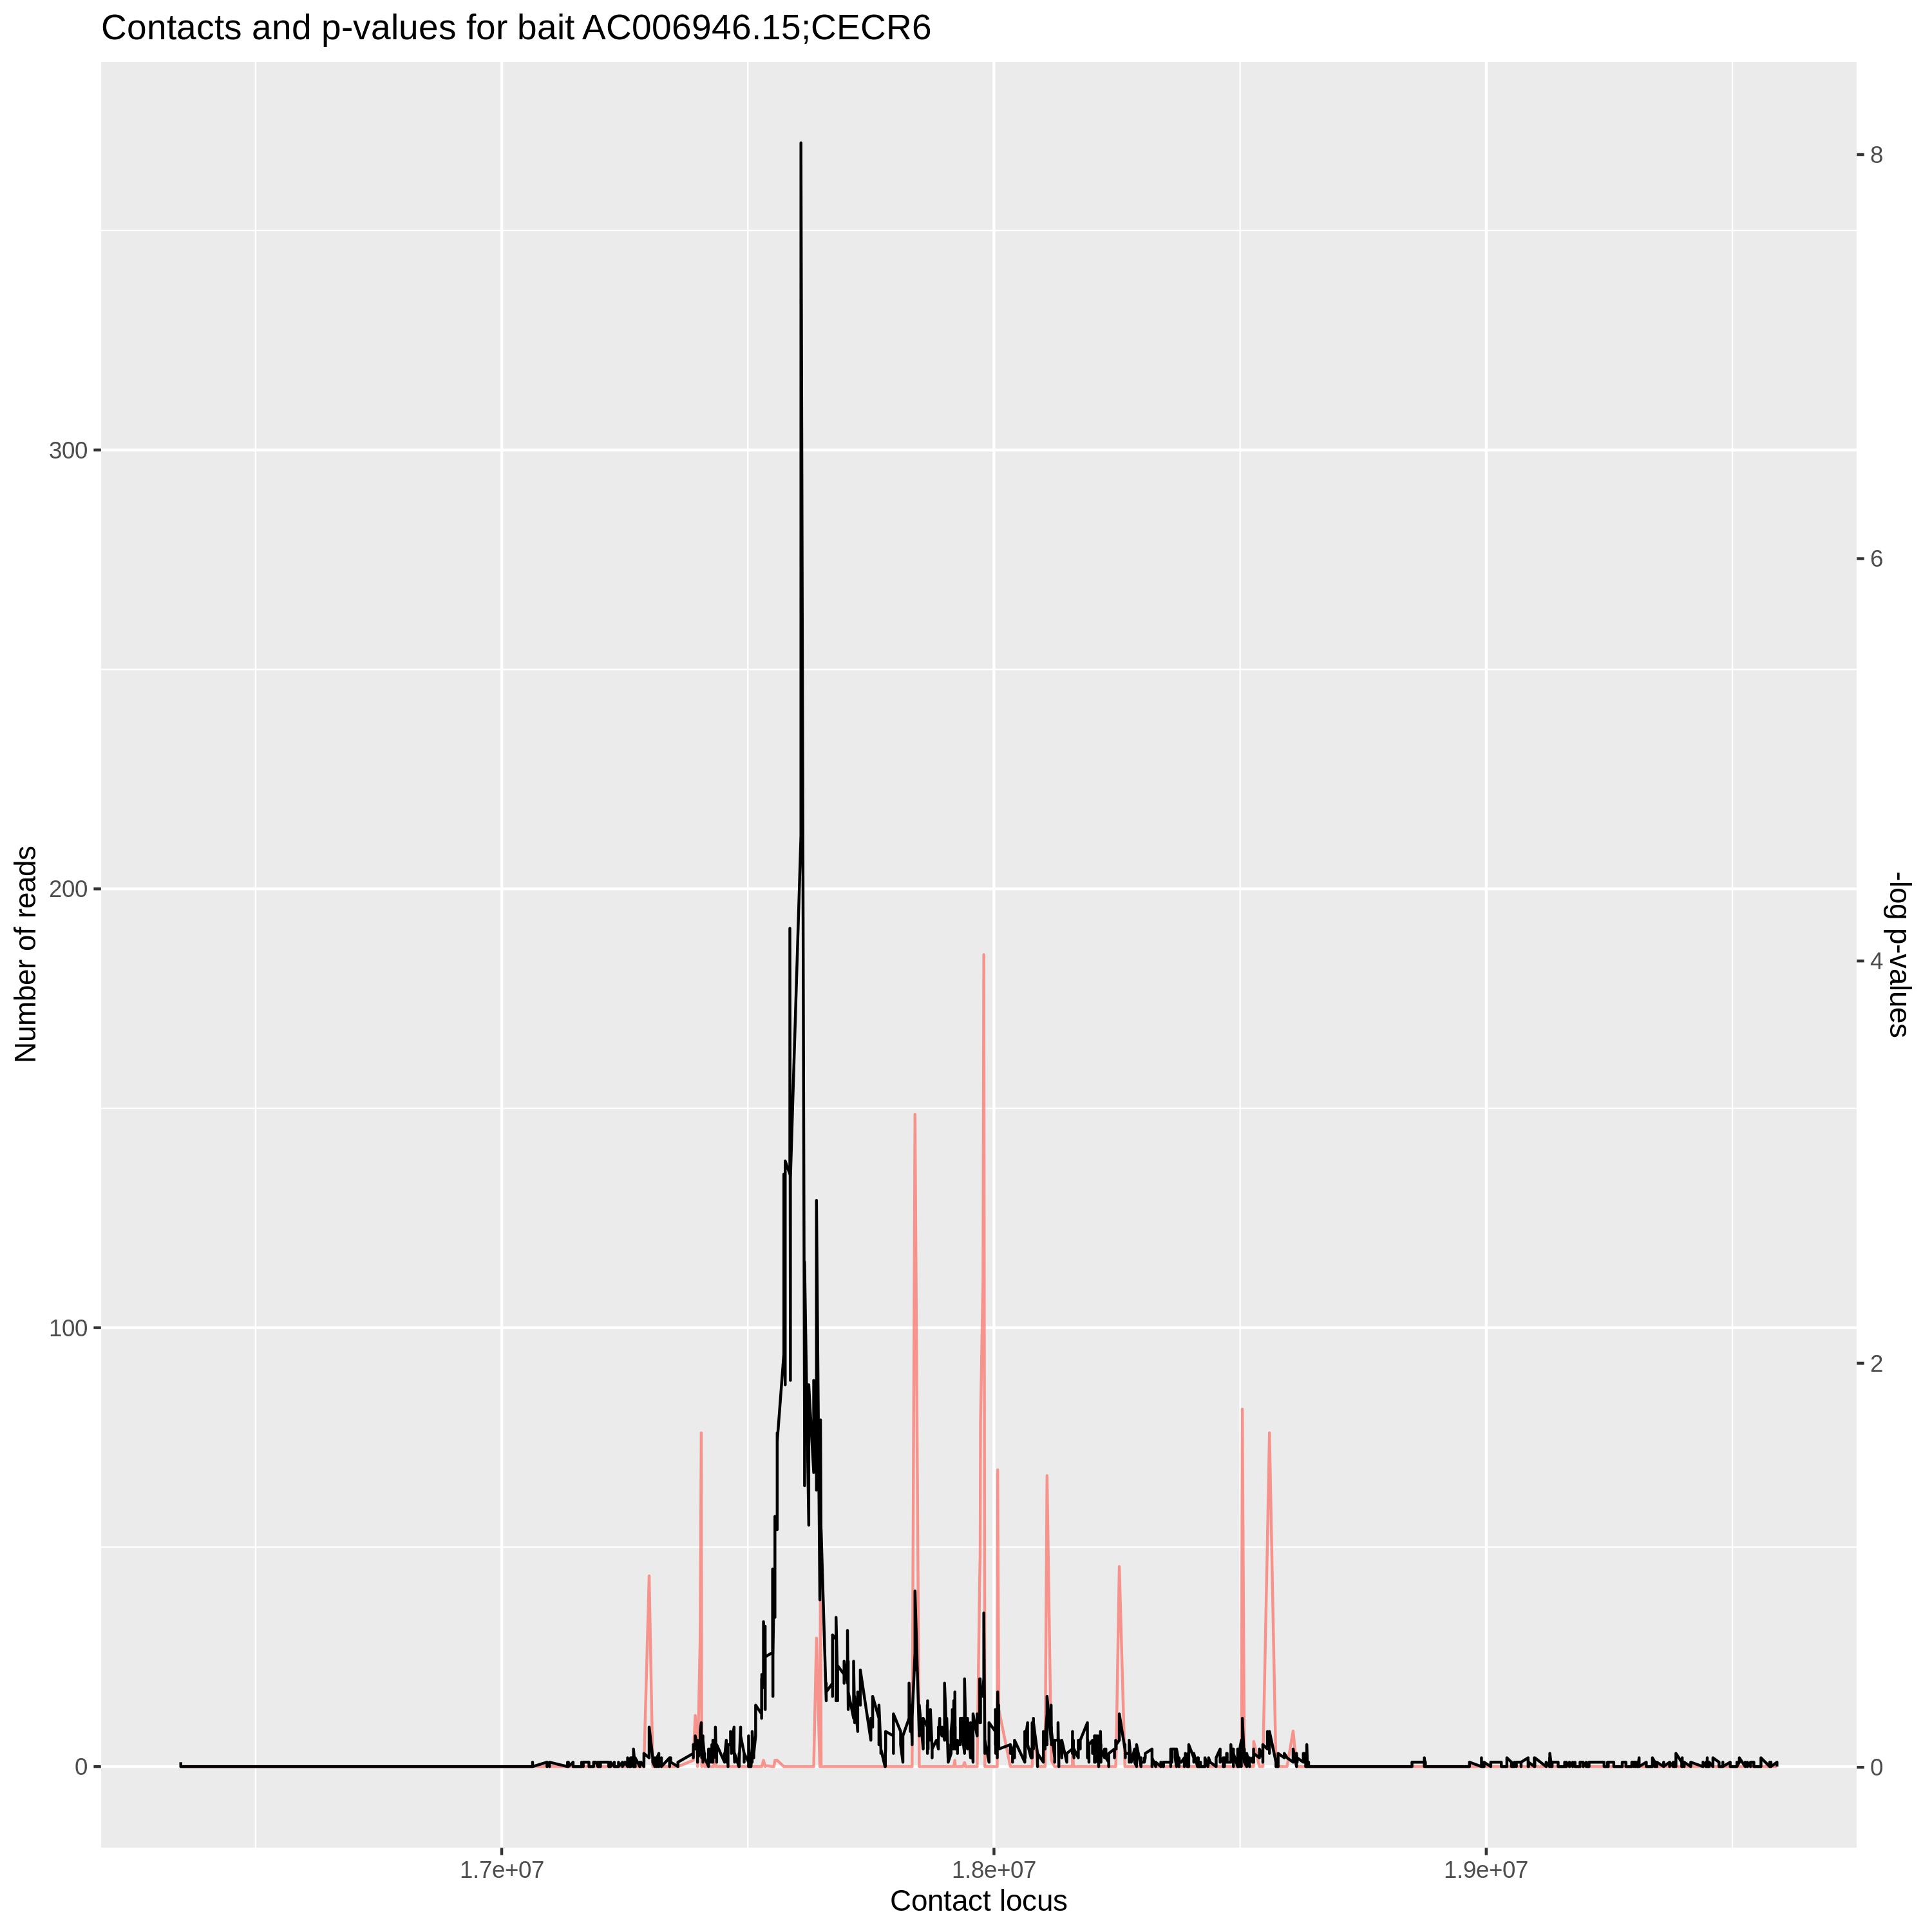 Contacts and p-values for bait AC006946.15;CECR6
Number of reads
300
200
100
0
8
6
4
2
0
-log p-values
1.7e+07 1.8e+07 1.9e+07
Contact locus